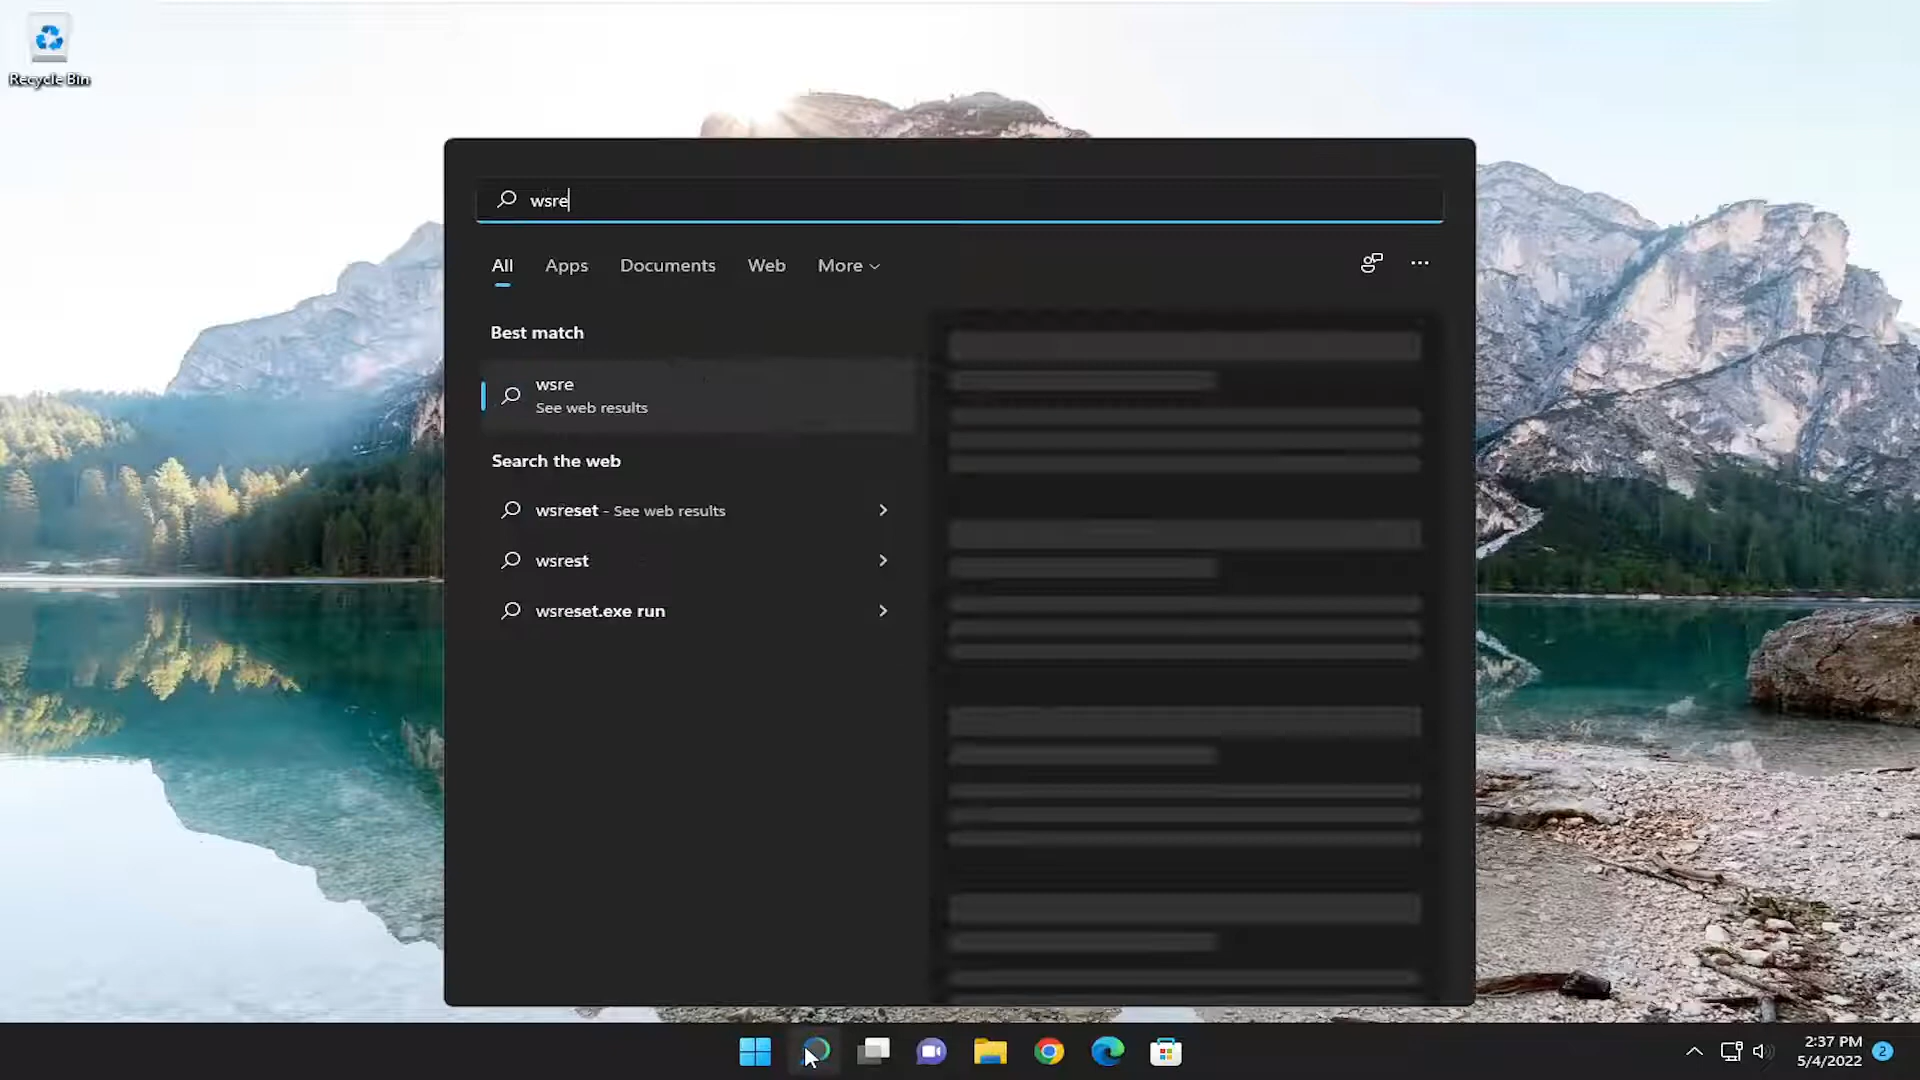 Recycle Bin
wsre
All Apps Documents Web More
Best match
wsre
See web results
Search the web
wsreset - See web results
wsrest
wsreset.exe run
2:37 PM
5/4/2022
2